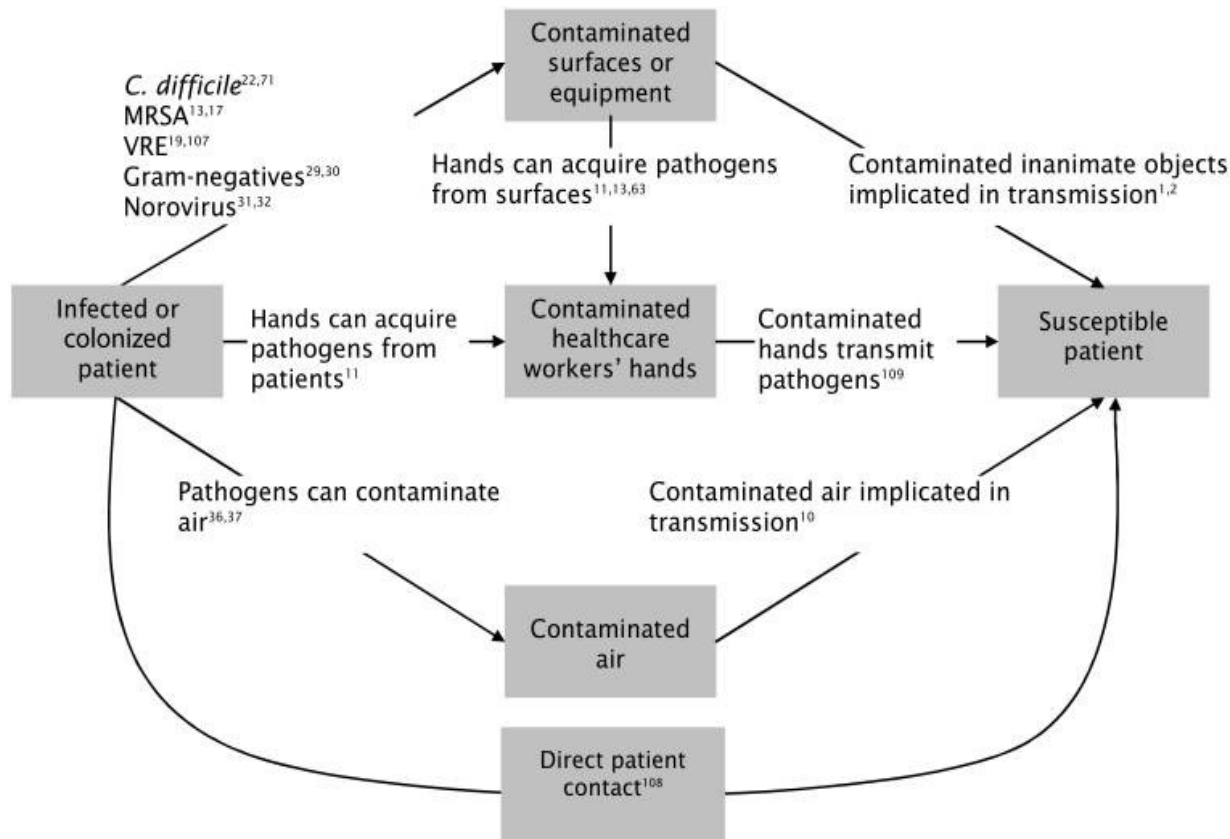 Contaminated
surfaces or
equipment
C. difficile22,71
MRSA13,17
VRE19,107
Gram-negatives29,30
Norovirus31,32
Hands can acquire pathogens
from surfaces11,13,63
Contaminated inanimate objects
implicated in transmission1,2
Infected or
colonized
patient
Hands can acquire
pathogens from
patients11
Contaminated
healthcare
workers’ hands
Contaminated
hands transmit
pathogens109
Susceptible
patient
Pathogens can contaminate
air36,37
Contaminated air implicated in
transmission10
Contaminated
air
Direct patient
contact108